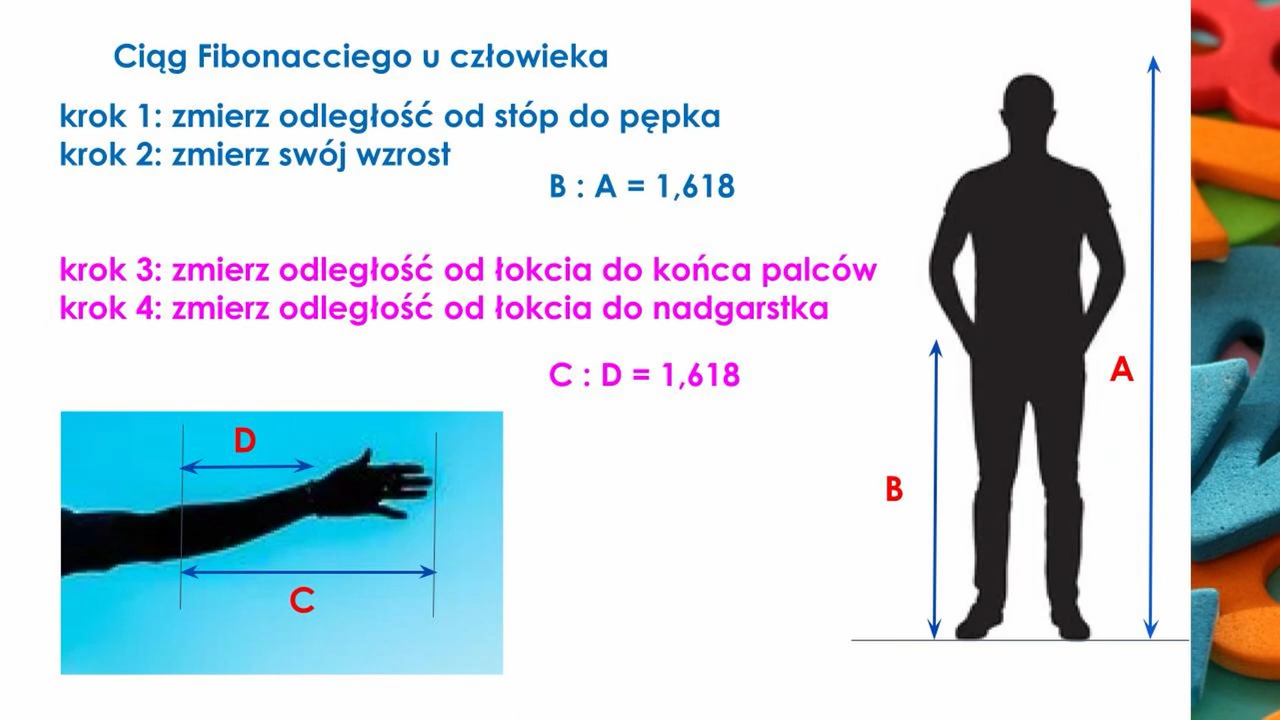 Ciąg Fibonacciego u człowieka
krok 1: zmierz odległość od stóp do pępka
krok 2: zmierz swój wzrost
B : A = 1,618
krok 3: zmierz odległość od łokcia do końca palców
krok 4: zmierz odległość od łokcia do nadgarstka
C : D = 1,618
A
D
B
C